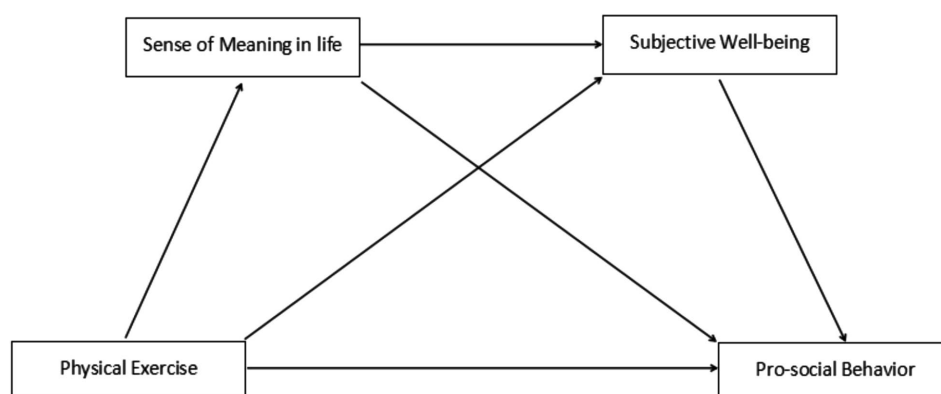 Sense of Meaning in life
Subjective Well-being
Physical Exercise
Pro-social Behavior